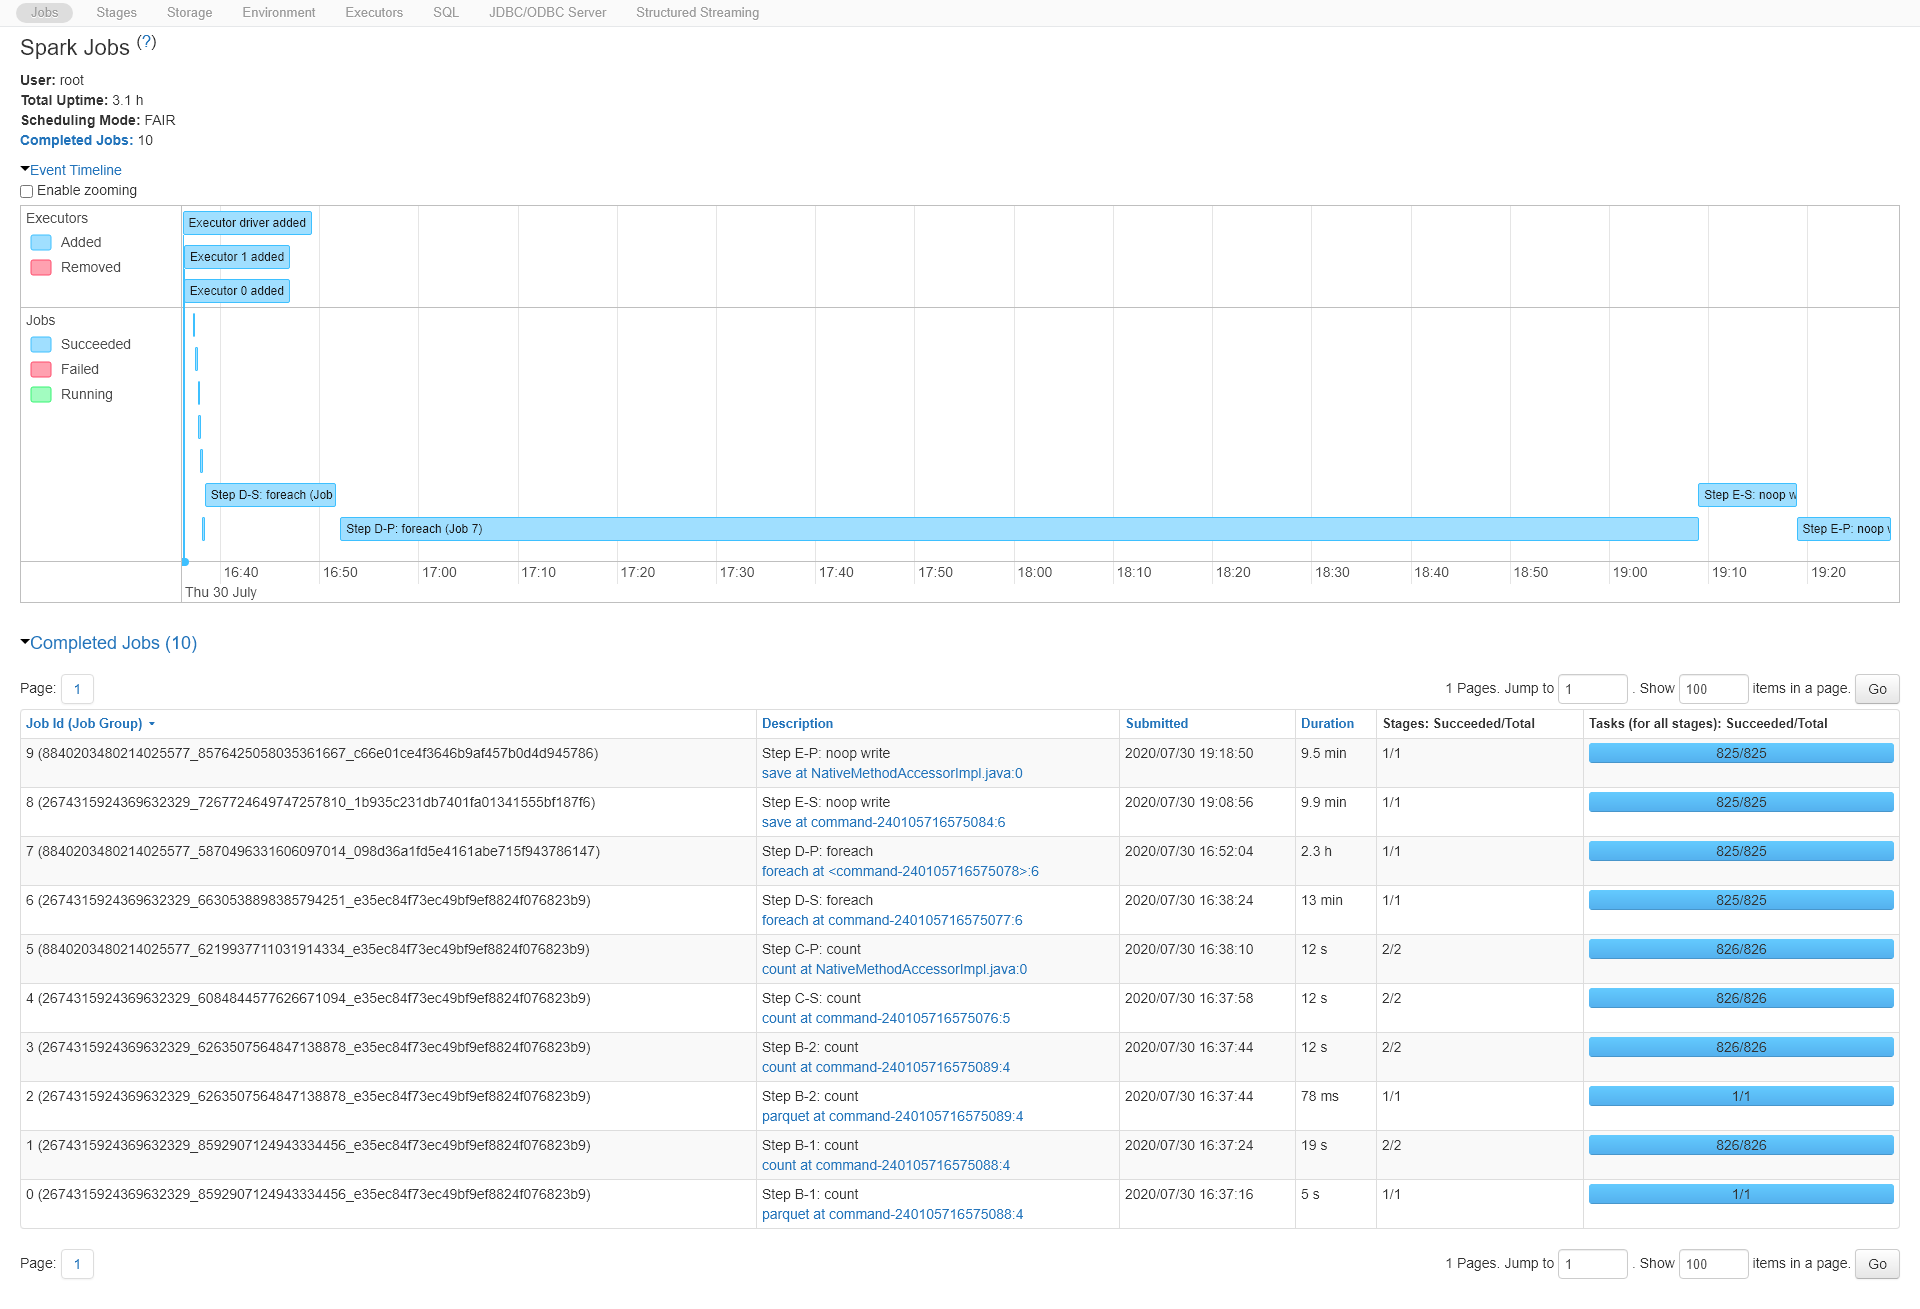 Jobs Stages Storage Environment Executors SQL JDBC/ODBC Server Structured Streaming
Spark Jobs (?)
User: root
Total Uptime: 3.1 h
Scheduling Mode: FAIR
Completed Jobs: 10
Event Timeline
Enable zooming
Executors
Added
Removed
Executor driver added
Executor 1 added
Executor 0 added
Jobs
Succeeded
Failed
Running
Step D-S: foreach (Job
Step E-S: noop w
Step D-P: foreach (Job 7)
Step E-P: noop
16:40 16:50 17:00 17:10 17:20 17:30 17:40 17:50 18:00 18:10 18:20 18:30 18:40 18:50 19:00 19:10 19:20
Thu 30 July
Completed Jobs (10)
Page: 1 1 Pages. Jump to 1 . Show 100 items in a page. Go
Job Id (Job Group) Description Submitted Duration Stages: Succeeded/Total Tasks (for all stages): Succeeded/Total
9 (8840203480214025577_8576425058035361667_c66e01ce4f3646b9af457b0d4d945786) Step E-P: noop write 2020/07/30 19:18:50 9.5 min 1/1 825/825
save at NativeMethodAccessorImpl.java:0
8 (2674315924369632329_7267724649747257810_1b935c231db7401fa01341555bf187f6) Step E-S: noop write 2020/07/30 19:08:56 9.9 min 1/1 825/825
save at command-240105716575084:6
7 (8840203480214025577_5870496331606097014_098d36a1fd5e4161abe715f943786147) Step D-P: foreach 2020/07/30 16:52:04 2.3 h 1/1 825/825
foreach at <command-240105716575078>:6
6 (2674315924369632329_6630538898385794251_e35ec84f73ec49bf9ef8824f076823b9) Step D-S: foreach 2020/07/30 16:38:24 13 min 1/1 825/825
foreach at command-240105716575077:6
5 (8840203480214025577_6219937711031914334_e35ec84f73ec49bf9ef8824f076823b9) Step C-P: count 2020/07/30 16:38:10 12 s 2/2 826/826
count at NativeMethodAccessorImpl.java:0
4 (2674315924369632329_6084844577626671094_e35ec84f73ec49bf9ef8824f076823b9) Step C-S: count 2020/07/30 16:37:58 12 s 2/2 826/826
count at command-240105716575076:5
3 (2674315924369632329_6263507564847138878_e35ec84f73ec49bf9ef8824f076823b9) Step B-2: count 2020/07/30 16:37:44 12 s 2/2 826/826
count at command-240105716575089:4
2 (2674315924369632329_6263507564847138878_e35ec84f73ec49bf9ef8824f076823b9) Step B-2: count 2020/07/30 16:37:44 78 ms 1/1 1/1
parquet at command-240105716575089:4
1 (2674315924369632329_8592907124943334456_e35ec84f73ec49bf9ef8824f076823b9) Step B-1: count 2020/07/30 16:37:24 19 s 2/2 826/826
count at command-240105716575088:4
0 (2674315924369632329_8592907124943334456_e35ec84f73ec49bf9ef8824f076823b9) Step B-1: count 2020/07/30 16:37:16 5 s 1/1 1/1
parquet at command-240105716575088:4
Page: 1 1 Pages. Jump to 1 . Show 100 items in a page. Go